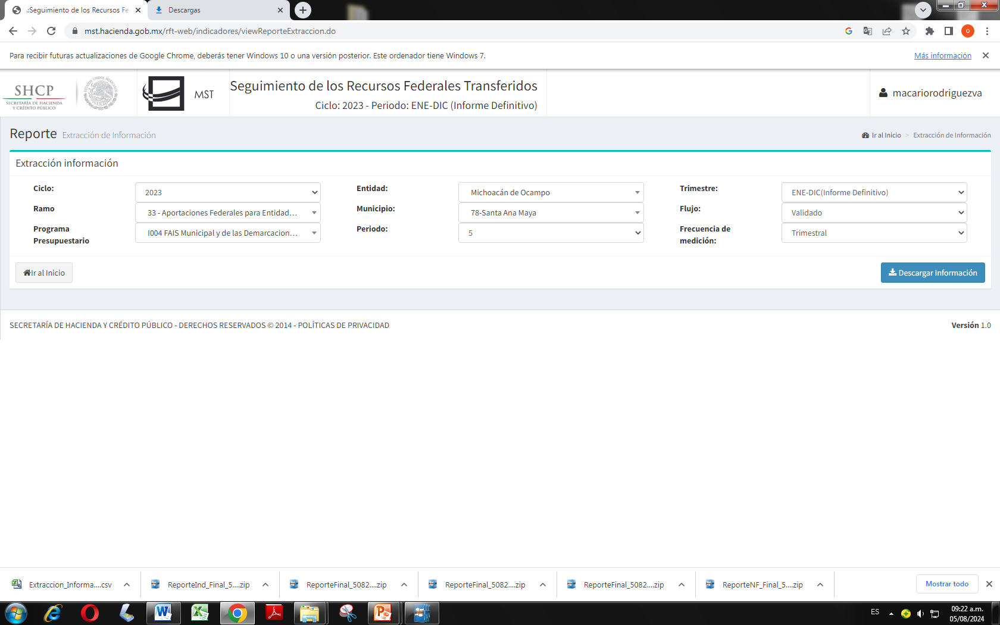 .:Seguimiento de los Recursos Fe
Descargas
mst.hacienda.gob.mx/rft-web/indicadores/viewReporteExtraccion.do
Para recibir futuras actualizaciones de Google Chrome, deberás tener Windows 10 o una versión posterior. Este ordenador tiene Windows 7.
Más información
SHCP
SECRETARÍA DE HACIENDA
Y CRÉDITO PÚBLICO
ESTADOS UNIDOS MEXICANOS
MST
Seguimiento de los Recursos Federales Transferidos
Ciclo: 2023 - Periodo: ENE-DIC (Informe Definitivo)
macariorodriguezva
Reporte Extracción de Información
Ir al Inicio > Extracción de Información
Extracción información
Ciclo: 2023
Entidad: Michoacán de Ocampo
Trimestre: ENE-DIC(Informe Definitivo)
Ramo 33 - Aportaciones Federales para Entidad...
Municipio: 78-Santa Ana Maya
Flujo: Validado
Programa Presupuestario I004 FAIS Municipal y de las Demarcacion...
Periodo: 5
Frecuencia de medición: Trimestral
Ir al Inicio
Descargar Información
SECRETARÍA DE HACIENDA Y CRÉDITO PÚBLICO - DERECHOS RESERVADOS © 2014 - POLÍTICAS DE PRIVACIDAD
Versión 1.0
Extraccion_Informa....csv
ReporteInd_Final_5....zip
ReporteFinal_5082....zip
ReporteFinal_5082....zip
ReporteFinal_5082....zip
ReporteNF_Final_5....zip
Mostrar todo
ES
09:22 a.m.
05/08/2024